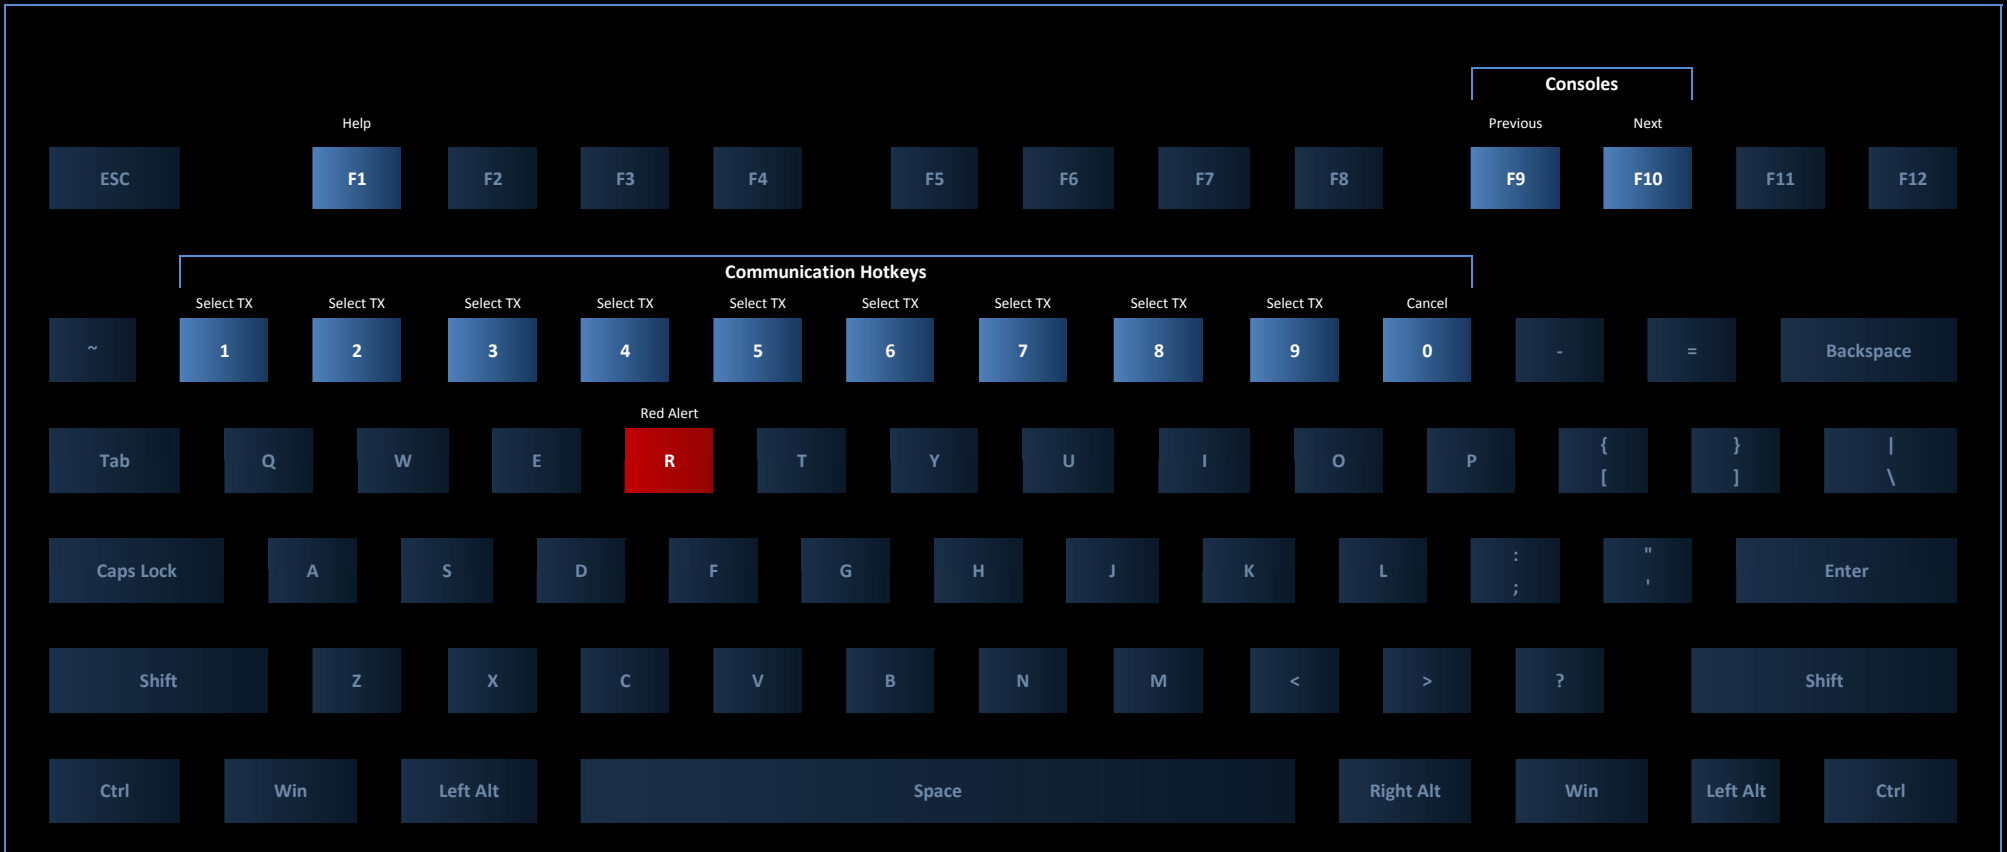 Consoles
Help Previous Next
ESC F1 F2 F3 F4 F5 F6 F7 F8 F9 F10 F11 F12
Communication Hotkeys
Select TX Select TX Select TX Select TX Select TX Select TX Select TX Select TX Select TX Cancel
~ 1 2 3 4 5 6 7 8 9 0 - = Backspace
Red Alert
Tab Q W E R T Y U I O P { [ } ] | \
Caps Lock A S D F G H J K L : ; " ' Enter
Shift Z X C V B N M < > ? Shift
Ctrl Win Left Alt Space Right Alt Win Left Alt Ctrl